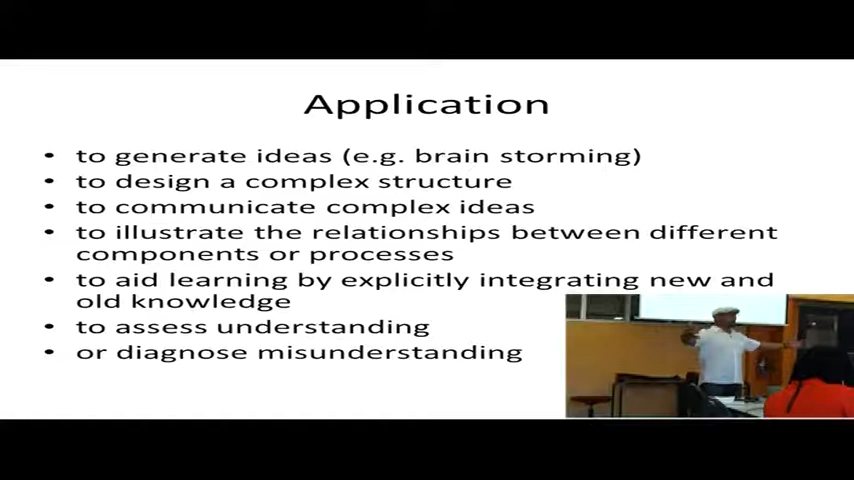 Application
• to generate ideas (e.g. brain storming)
• to design a complex structure
• to communicate complex ideas
• to illustrate the relationships between different
components or processes
• to aid learning by explicitly integrating new and
old knowledge
• to assess understanding
• or diagnose misunderstanding